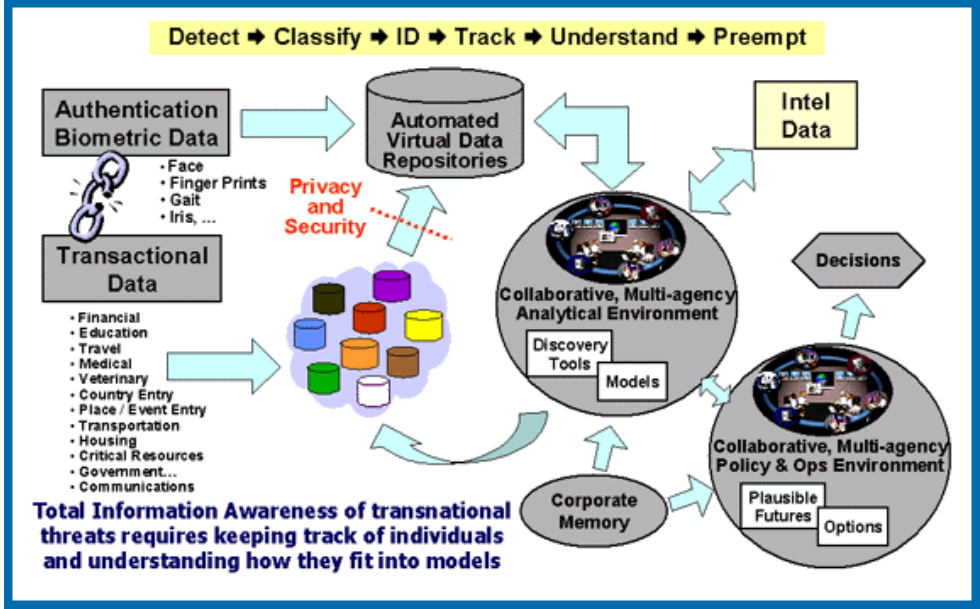 Detect ➔ Classify ➔ ID ➔ Track ➔ Understand ➔ Preempt
Authentication
Biometric Data
• Face
• Finger Prints
• Gait
• Iris, ...
Automated
Virtual Data
Repositories
Intel
Data
Privacy
and
Security
Transactional
Data
• Financial
• Education
• Travel
• Medical
• Veterinary
• Country Entry
• Place / Event Entry
• Transportation
• Housing
• Critical Resources
• Government...
• Communications
Collaborative, Multi-agency
Analytical Environment
Discovery
Tools
Models
Decisions
Collaborative, Multi-agency
Policy & Ops Environment
Plausible
Futures
Options
Corporate
Memory
Total Information Awareness of transnational
threats requires keeping track of individuals
and understanding how they fit into models